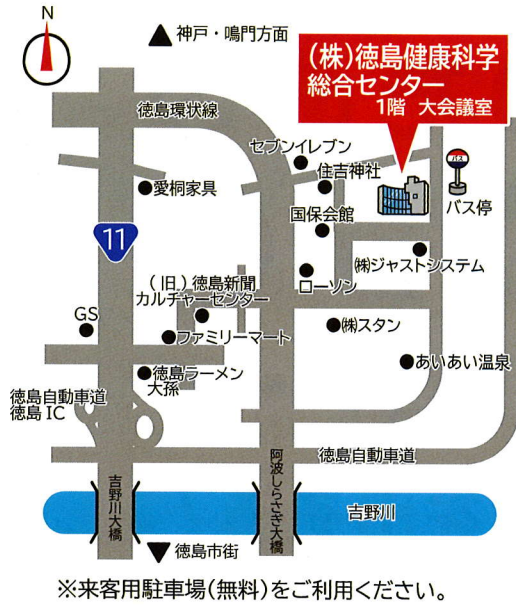 N
神戸・鳴門方面
(株)徳島健康科学
総合センター
1階 大会議室
徳島環状線
セブンイレブン
住吉神社
バス
バス停
愛桐家具
国保会館
11
㈱ジャストシステム
(旧)徳島新聞
カルチャーセンター
ローソン
GS
ファミリーマート
㈱スタン
徳島ラーメン
大孫
あいあい温泉
徳島自動車道
徳島IC
徳島自動車道
吉野川大橋
阿波しらさぎ大橋
吉野川
徳島市街
※来客用駐車場(無料)をご利用ください。